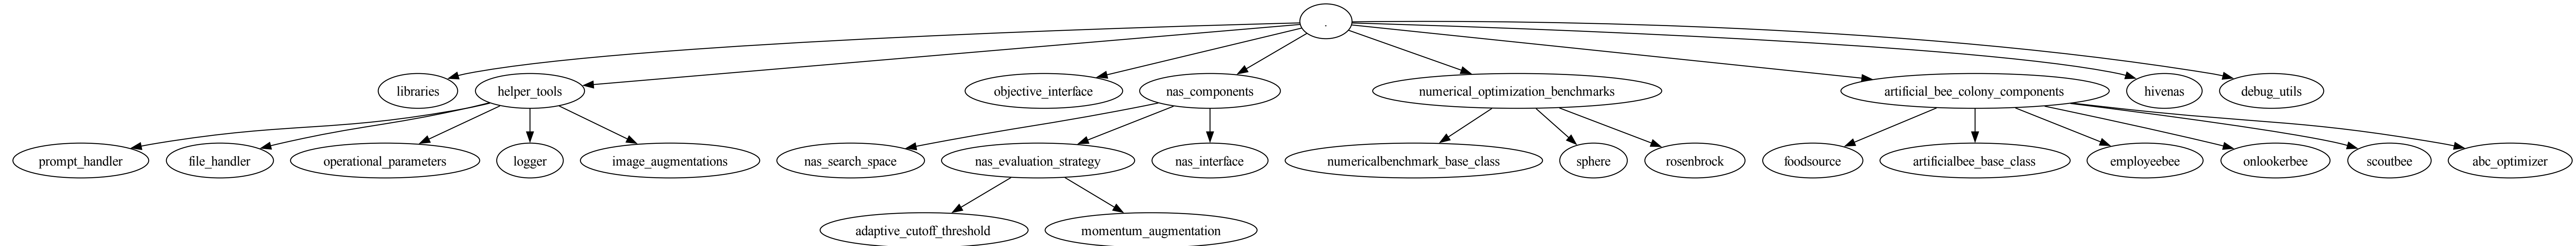 .
libraries
helper_tools
objective_interface
nas_components
numerical_optimization_benchmarks
artificial_bee_colony_components
hivenas
debug_utils
prompt_handler
file_handler
operational_parameters
logger
image_augmentations
nas_search_space
nas_evaluation_strategy
nas_interface
numericalbenchmark_base_class
sphere
rosenbrock
foodsource
artificialbee_base_class
employeebee
onlookerbee
scoutbee
abc_optimizer
adaptive_cutoff_threshold
momentum_augmentation